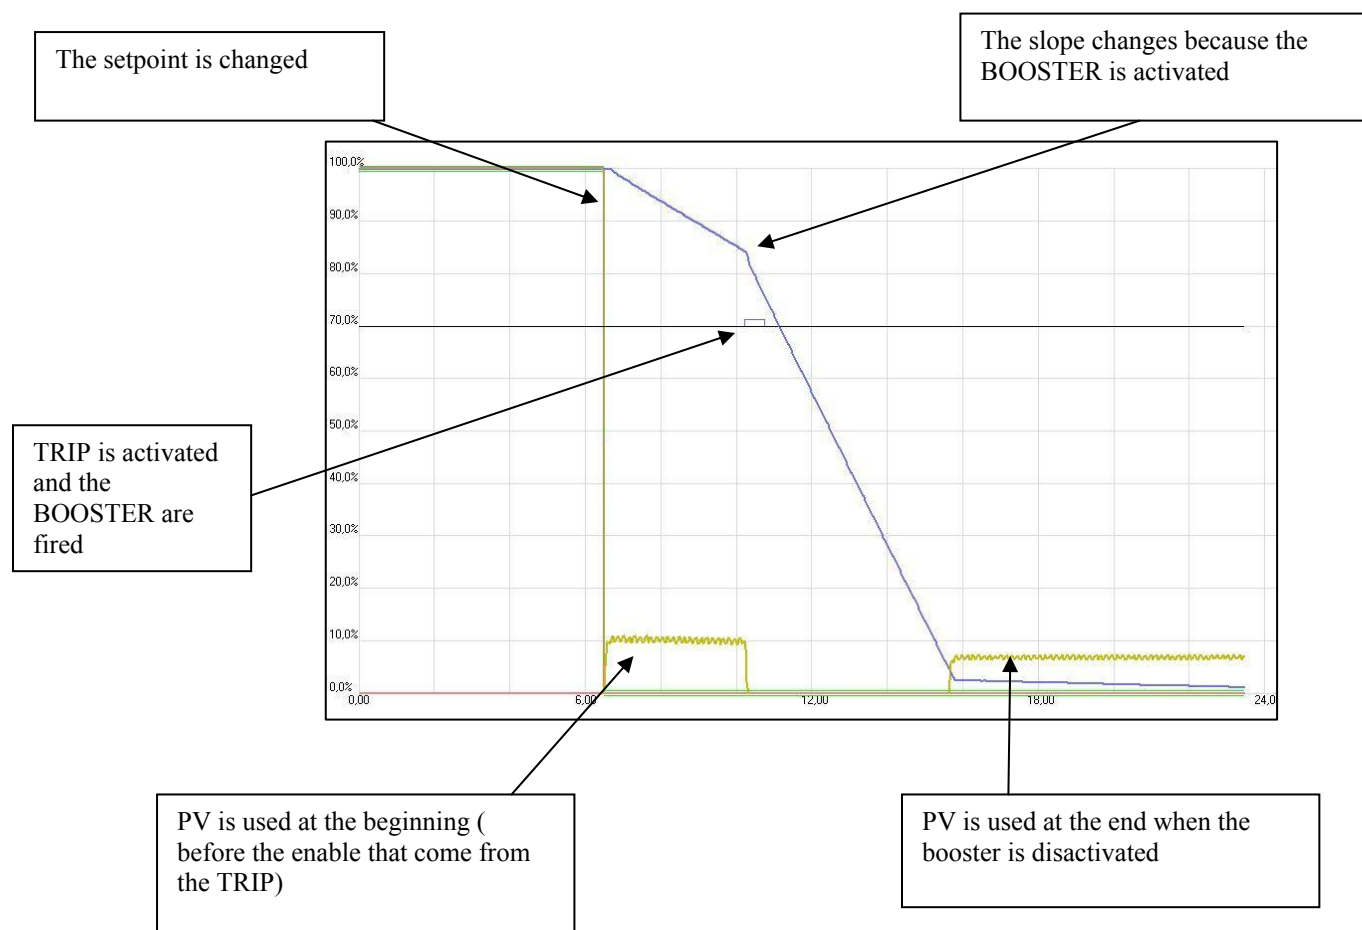 The setpoint is changed
The slope changes because the
BOOSTER is activated
100,0%
90,0%
80,0%
70,0%
60,0%
50,0%
40,0%
30,0%
20,0%
10,0%
0,0%
0,00
6,00
12,00
18,00
24,0
TRIP is activated
and the
BOOSTER are
fired
PV is used at the beginning (
before the enable that come from
the TRIP)
PV is used at the end when the
booster is disactivated